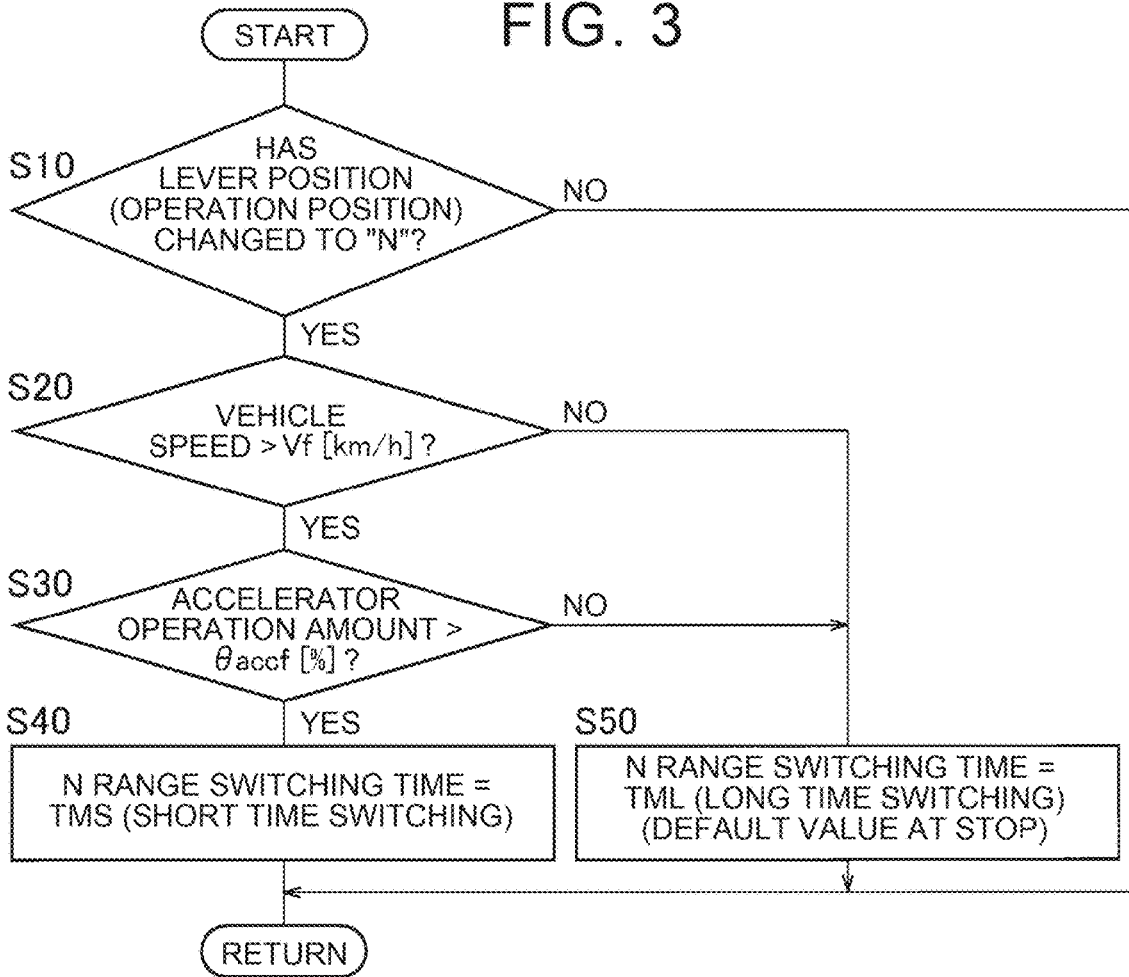 FIG. 3
START
S10
HAS
LEVER POSITION
(OPERATION POSITION)
CHANGED TO "N"?
NO
YES
S20
VEHICLE
SPEED > Vf [km/h] ?
NO
YES
S30
ACCELERATOR
OPERATION AMOUNT >
θaccf [%] ?
NO
YES
S40
N RANGE SWITCHING TIME =
TMS (SHORT TIME SWITCHING)
S50
N RANGE SWITCHING TIME =
TML (LONG TIME SWITCHING)
(DEFAULT VALUE AT STOP)
RETURN